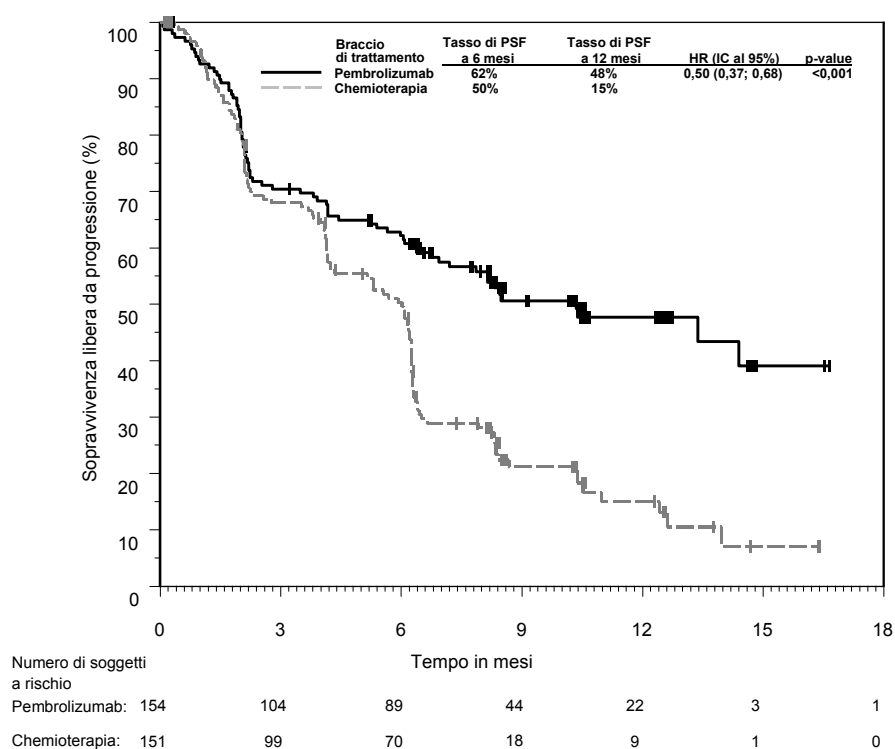 Braccio di trattamento Tasso di PSF a 6 mesi Tasso di PSF a 12 mesi HR (IC al 95%) p-value
Pembrolizumab 62% 48% 0,50 (0,37; 0,68) <0,001
Chemioterapia 50% 15%
Sopravvivenza libera da progressione (%)
100
90
80
70
60
50
40
30
20
10
0
0 3 6 9 12 15 18
Tempo in mesi
Numero di soggetti
a rischio
Pembrolizumab: 154 104 89 44 22 3 1
Chemioterapia: 151 99 70 18 9 1 0